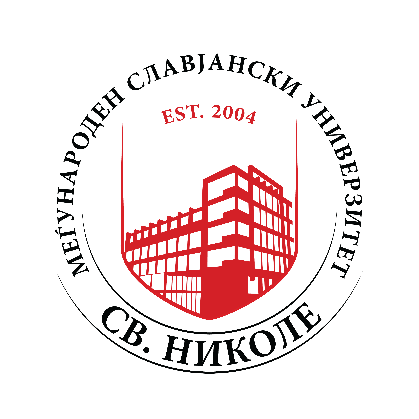 МЕЃУНАРОДЕН СЛАВЈАНСКИ УНИВЕРЗИТЕТ
EST. 2004
СВ. НИКОЛЕ